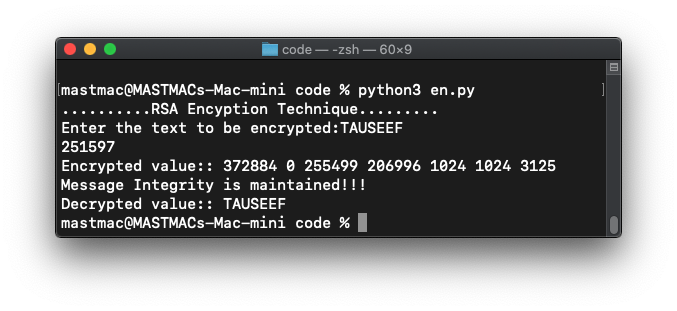 code — -zsh — 60×9
[mastmac@MASTMACs-Mac-mini code % python3 en.py ]
..........RSA Encyption Technique.........
Enter the text to be encrypted:TAUSEEF
251597
Encrypted value:: 372884 0 255499 206996 1024 1024 3125
Message Integrity is maintained!!!
Decrypted value:: TAUSEEF
mastmac@MASTMACs-Mac-mini code %